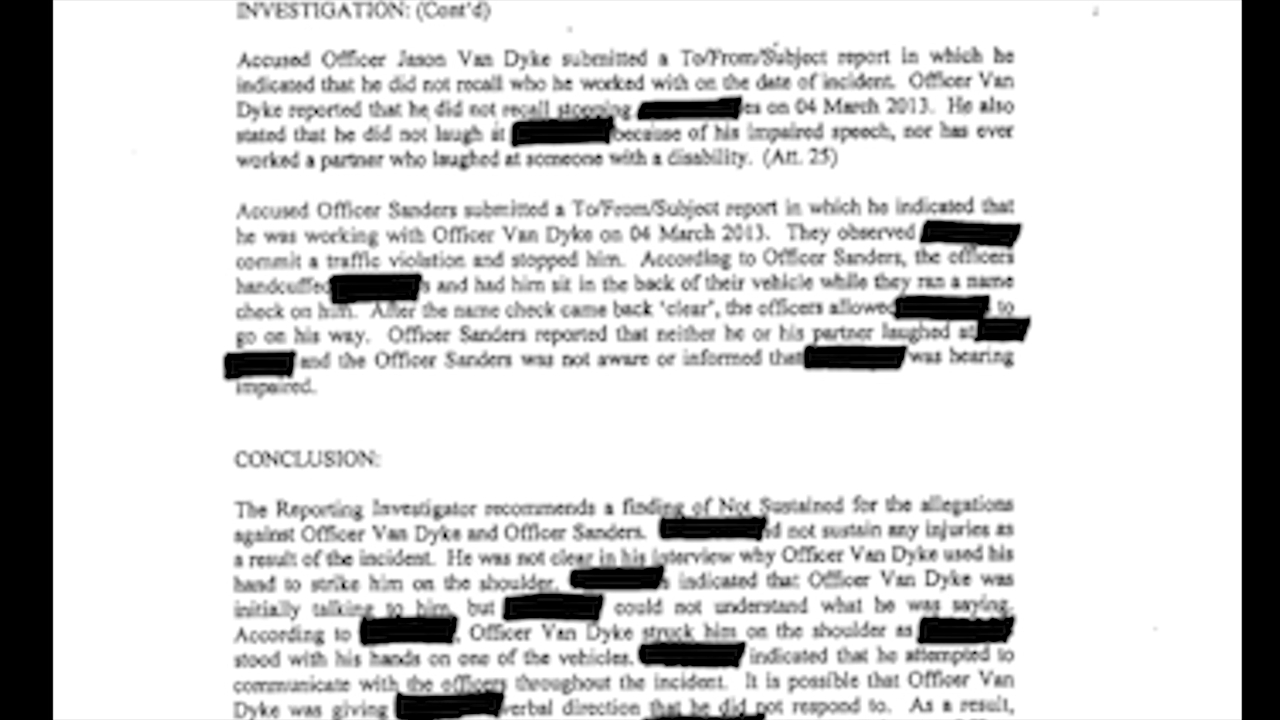 INVESTIGATION: (Cont'd)
Accused Officer Jason Van Dyke submitted a To/From/Subject report in which he
indicated that he did not recall who he worked with on the date of incident. Officer Van
Dyke reported that he did not recall stopping es on 04 March 2013. He also
stated that he did not laugh at because of his impaired speech, nor has ever
worked a partner who laughed at someone with a disability. (Att. 25)
Accused Officer Sanders submitted a To/From/Subject report in which he indicated that
he was working with Officer Van Dyke on 04 March 2013. They observed
commit a traffic violation and stopped him. According to Officer Sanders, the officers
handcuffed s and had him sit in the back of their vehicle while they ran a name
check on him. After the name check came back 'clear', the officers allowed to
go on his way. Officer Sanders reported that neither he or his partner laughed at
and the Officer Sanders was not aware or informed that was hearing
impaired.
CONCLUSION:
The Reporting Investigator recommends a finding of Not Sustained for the allegations
against Officer Van Dyke and Officer Sanders. id not sustain any injuries as
a result of the incident. He was not clear in his interview why Officer Van Dyke used his
hand to strike him on the shoulder. s indicated that Officer Van Dyke was
initially talking to him, but could not understand what he was saying.
According to , Officer Van Dyke struck him on the shoulder as
stood with his hands on one of the vehicles. indicated that he attempted to
communicate with the officers throughout the incident. It is possible that Officer Van
Dyke was giving verbal direction that he did not respond to. As a result,